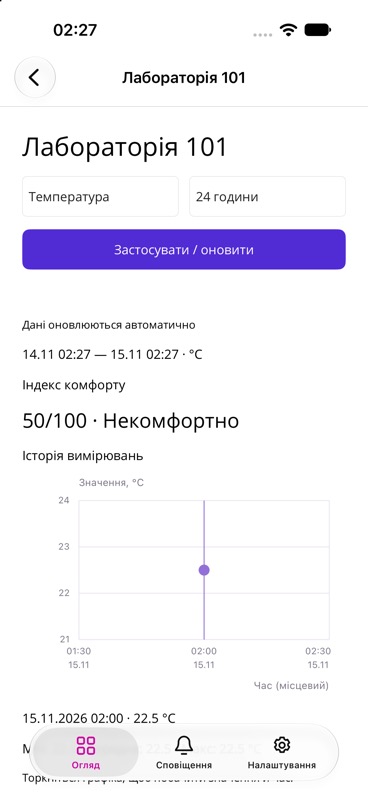 02:27
Лабораторія 101
Лабораторія 101
Температура
24 години
Застосувати / оновити
Дані оновлюються автоматично
14.11 02:27 — 15.11 02:27 · °C
Індекс комфорту
50/100 · Некомфортно
Історія вимірювань
Значення, °C
24
23
22
21
01:30 02:00 02:30
15.11 15.11 15.11
Час (місцевий)
15.11.2026 02:00 · 22.5 °C
22.5 °C
Огляд Сповіщення Налаштування